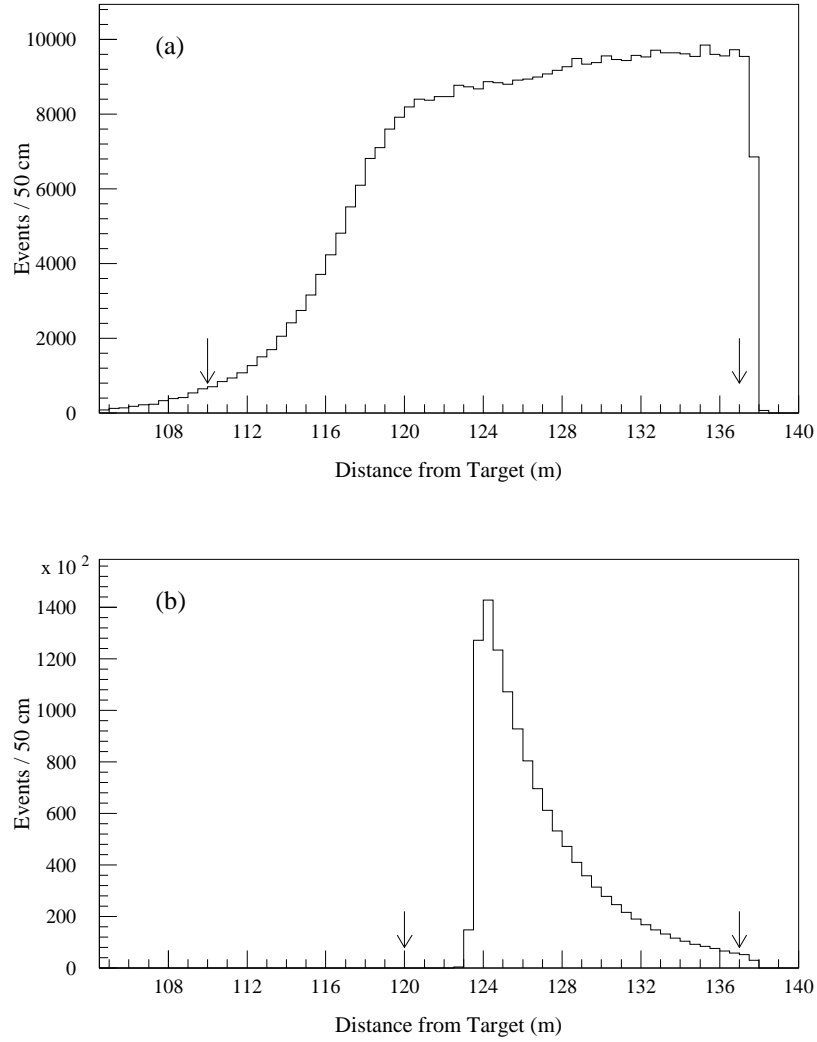 (a)
10000
8000
6000
4000
2000
0
Events / 50 cm
108 112 116 120 124 128 132 136 140
Distance from Target (m)
x 10 2
(b)
1400
1200
1000
800
600
400
200
0
Events / 50 cm
108 112 116 120 124 128 132 136 140
Distance from Target (m)